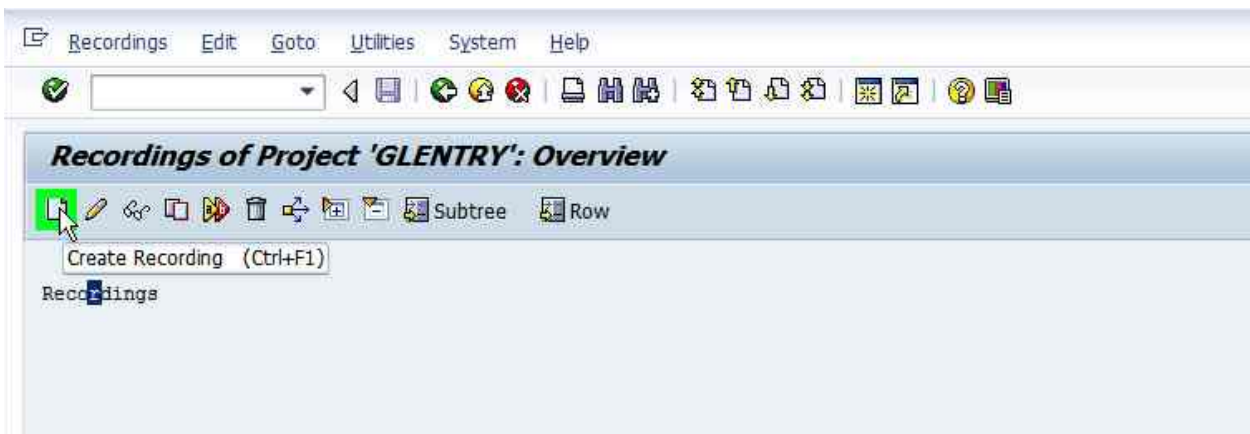 Recordings Edit Goto Utilities System Help
Recordings of Project 'GLENTRY': Overview
Subtree Row
Create Recording (Ctrl+F1)
Recordings